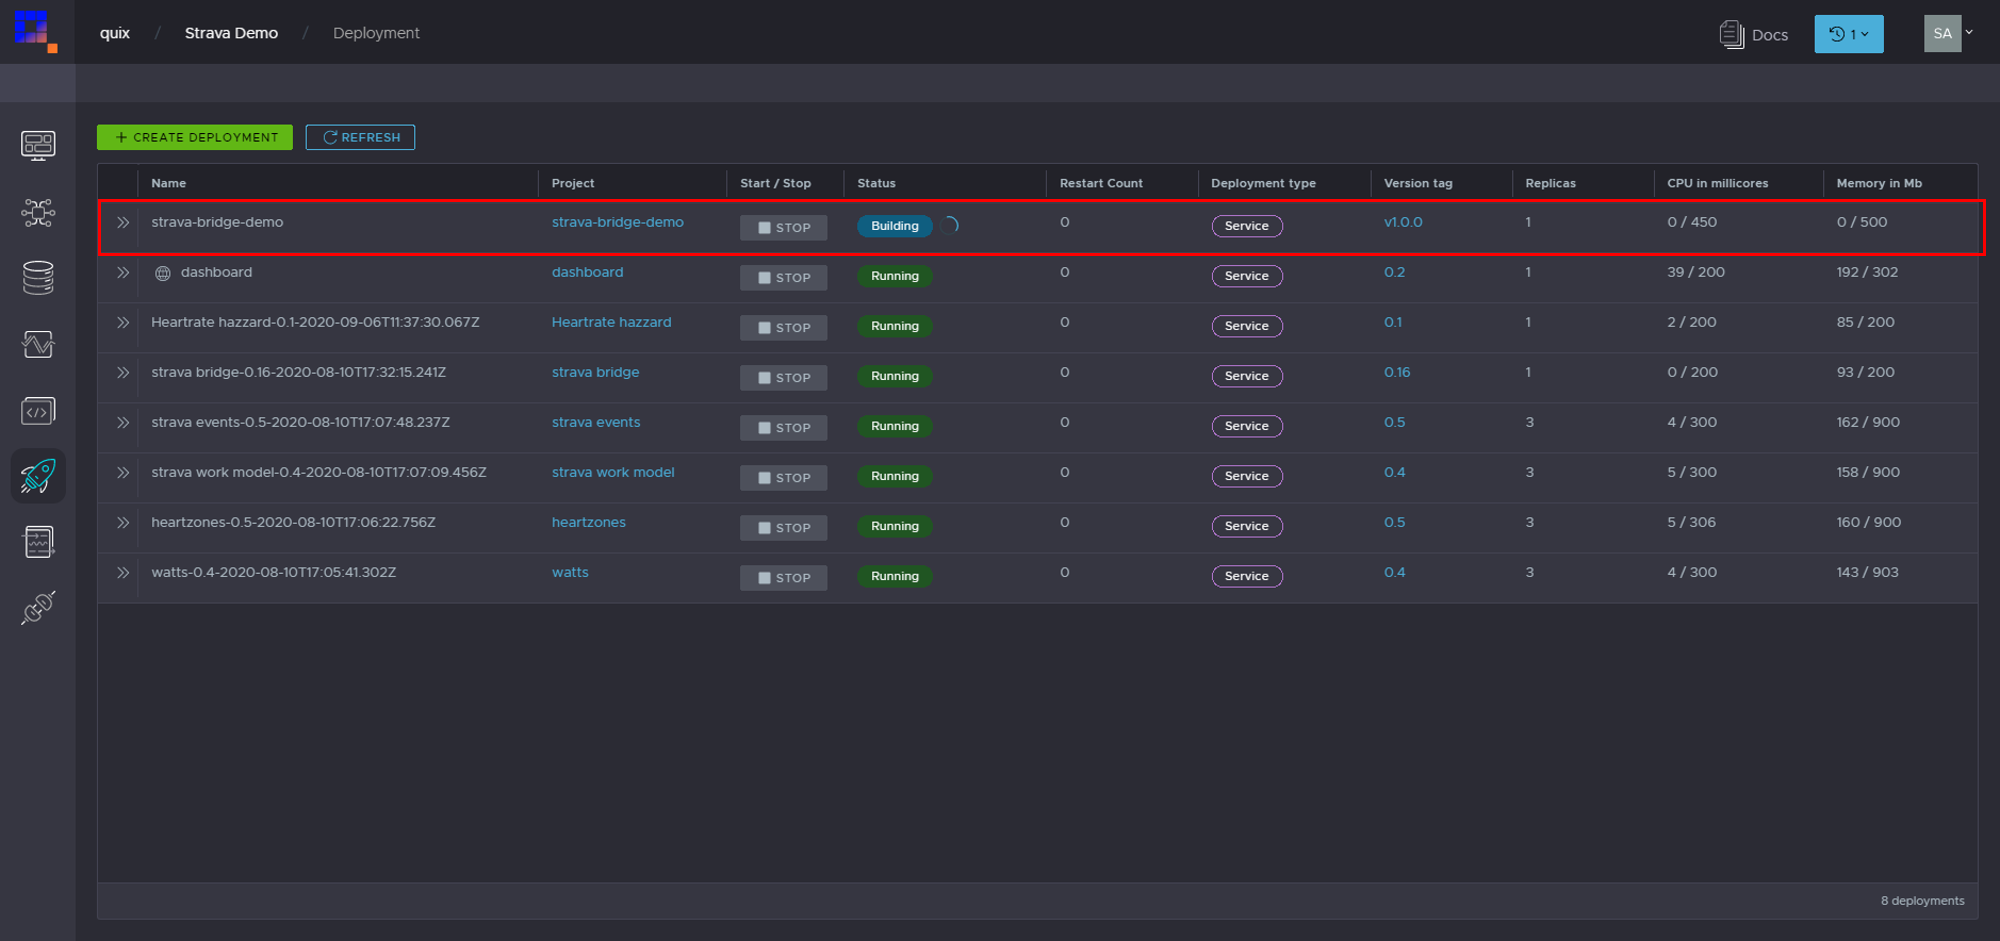 quix / Strava Demo / Deployment
Docs
1
SA
+ CREATE DEPLOYMENT
REFRESH
Name Project Start / Stop Status Restart Count Deployment type Version tag Replicas CPU in millicores Memory in Mb
strava-bridge-demo strava-bridge-demo STOP Building 0 Service v1.0.0 1 0 / 450 0 / 500
dashboard dashboard STOP Running 0 Service 0.2 1 39 / 200 192 / 302
Heartrate hazzard-0.1-2020-09-06T11:37:30.067Z Heartrate hazzard STOP Running 0 Service 0.1 1 2 / 200 85 / 200
strava bridge-0.16-2020-08-10T17:32:15.241Z strava bridge STOP Running 0 Service 0.16 1 0 / 200 93 / 200
strava events-0.5-2020-08-10T17:07:48.237Z strava events STOP Running 0 Service 0.5 3 4 / 300 162 / 900
strava work model-0.4-2020-08-10T17:07:09.456Z strava work model STOP Running 0 Service 0.4 3 5 / 300 158 / 900
heartzones-0.5-2020-08-10T17:06:22.756Z heartzones STOP Running 0 Service 0.5 3 5 / 306 160 / 900
watts-0.4-2020-08-10T17:05:41.302Z watts STOP Running 0 Service 0.4 3 4 / 300 143 / 903
8 deployments